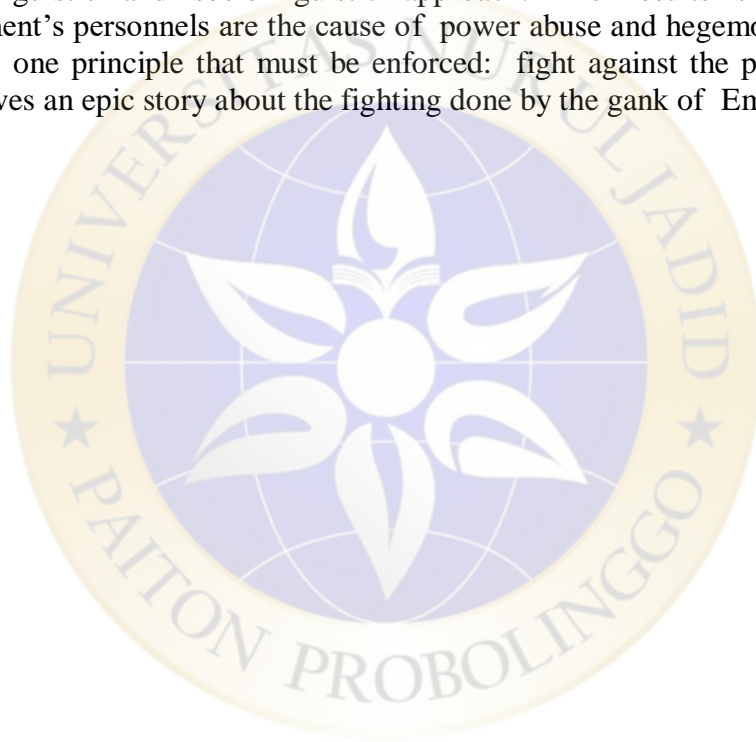 ment's personnels are the cause of power abuse and hegemo
one principle that must be enforced: fight against the p
ves an epic story about the fighting done by the gank of Em
UNIVERSITAS NURUL JADID
PAITON PROBOLINGGO